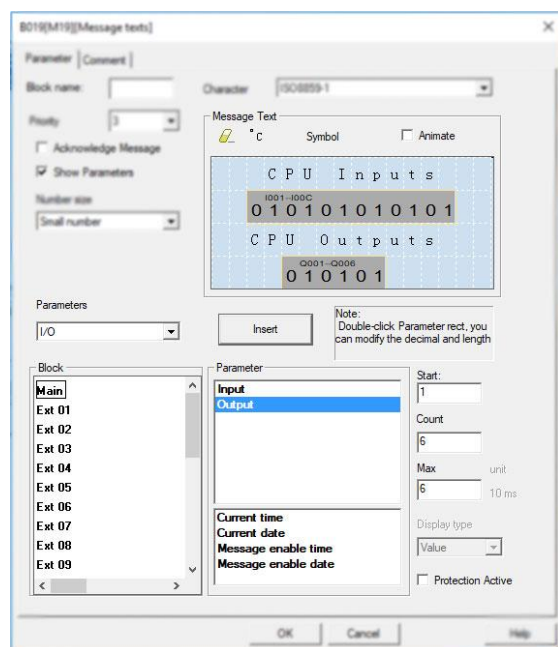 B019[M19][Message texts]
Parameter Comment
Block name: Character ISO8859-1
Priority 3
Acknowledge Message
Show Parameters
Number size
Small number
Message Text
°C Symbol Animate
CPU Inputs
I001--I00C
010101010101
CPU Outputs
Q001--Q006
010101
Parameters
I/O
Insert
Note:
Double-click Parameter rect, you
can modify the decimal and length
Block
Main
Ext 01
Ext 02
Ext 03
Ext 04
Ext 05
Ext 06
Ext 07
Ext 08
Ext 09
Parameter
Input
Output
Current time
Current date
Message enable time
Message enable date
Start:
1
Count
6
Max unit
6 10 ms
Display type
Value
Protection Active
OK Cancel Help